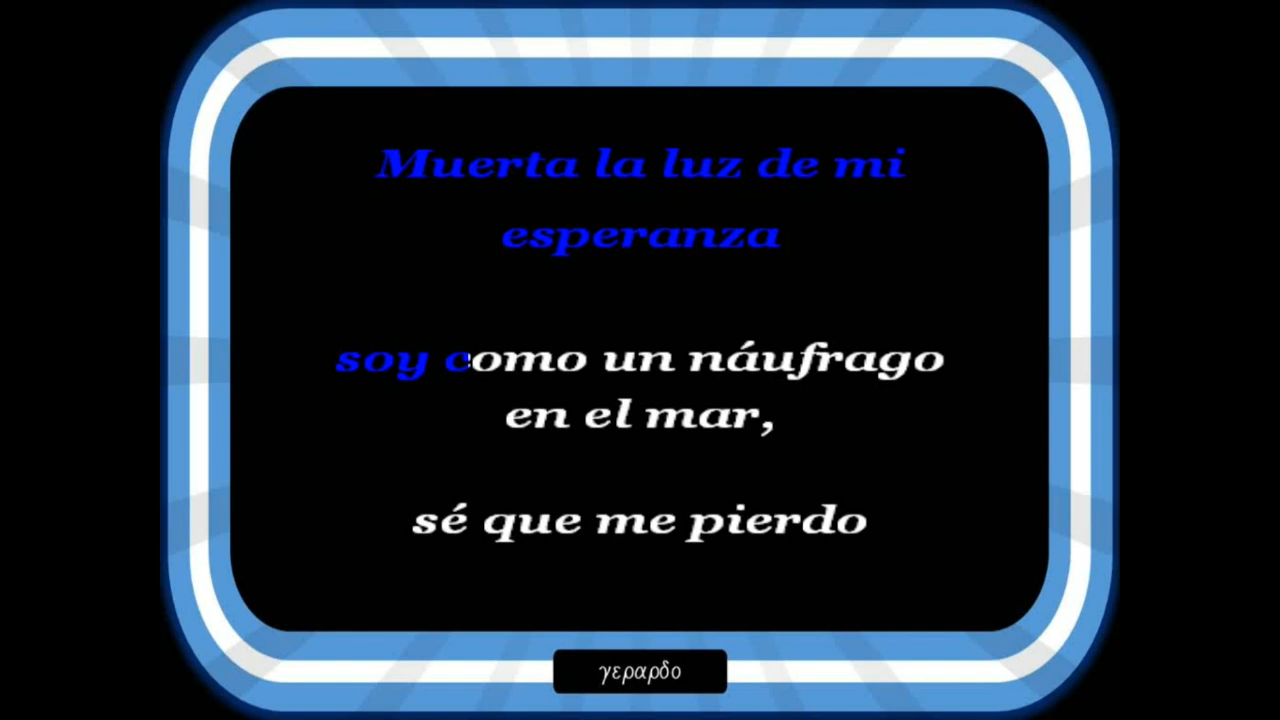 Muerta la luz de mi
esperanza
soy como un náufrago
en el mar,
sé que me pierdo
γεραρδο